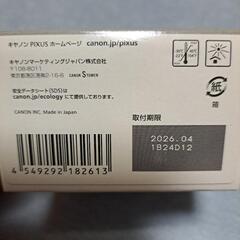 キヤノン PIXUS ホームページ canon.jp/pixus
キヤノンマーケティングジャパン株式会社
〒108-8011
東京都港区港南2-16-6 CANON S TOWER
安全データシート(SDS)は
canon.jp/ecology にて提供しております。
CANON INC. Made in Japan
4 549292 182613
紙
箱
取付期限
2026.04
1B24D12